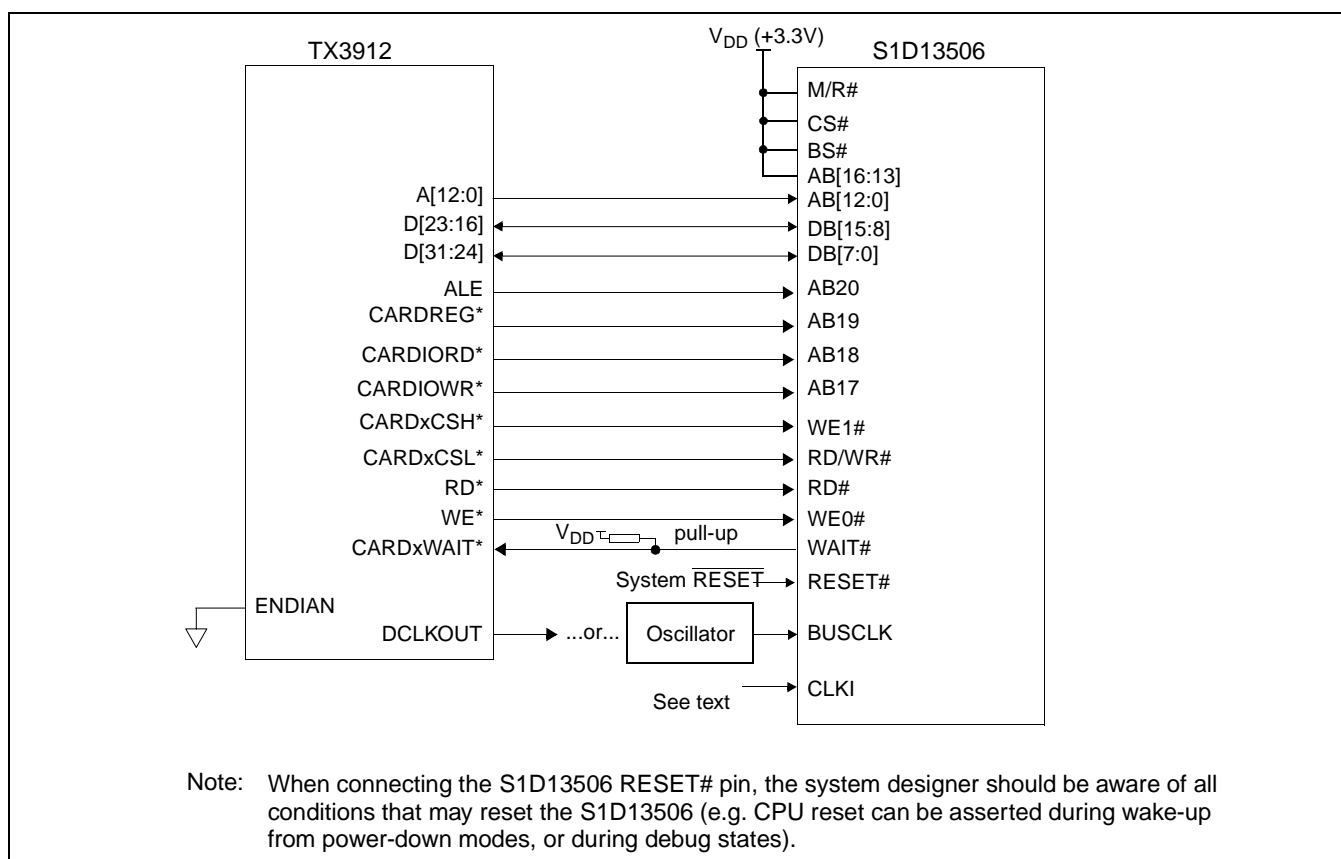 V_DD (+3.3V)
TX3912
S1D13506
M/R#
CS#
BS#
AB[16:13]
A[12:0]
AB[12:0]
D[23:16]
DB[15:8]
D[31:24]
DB[7:0]
ALE
AB20
CARDREG*
AB19
CARDIORD*
AB18
CARDIOWR*
AB17
CARDxCSH*
WE1#
CARDxCSL*
RD/WR#
RD*
RD#
WE*
WE0#
V_DD
pull-up
CARDxWAIT*
WAIT#
System RESET
RESET#
ENDIAN
DCLKOUT
...or...
Oscillator
BUSCLK
See text
CLKI
Note: When connecting the S1D13506 RESET# pin, the system designer should be aware of all
conditions that may reset the S1D13506 (e.g. CPU reset can be asserted during wake-up
from power-down modes, or during debug states).